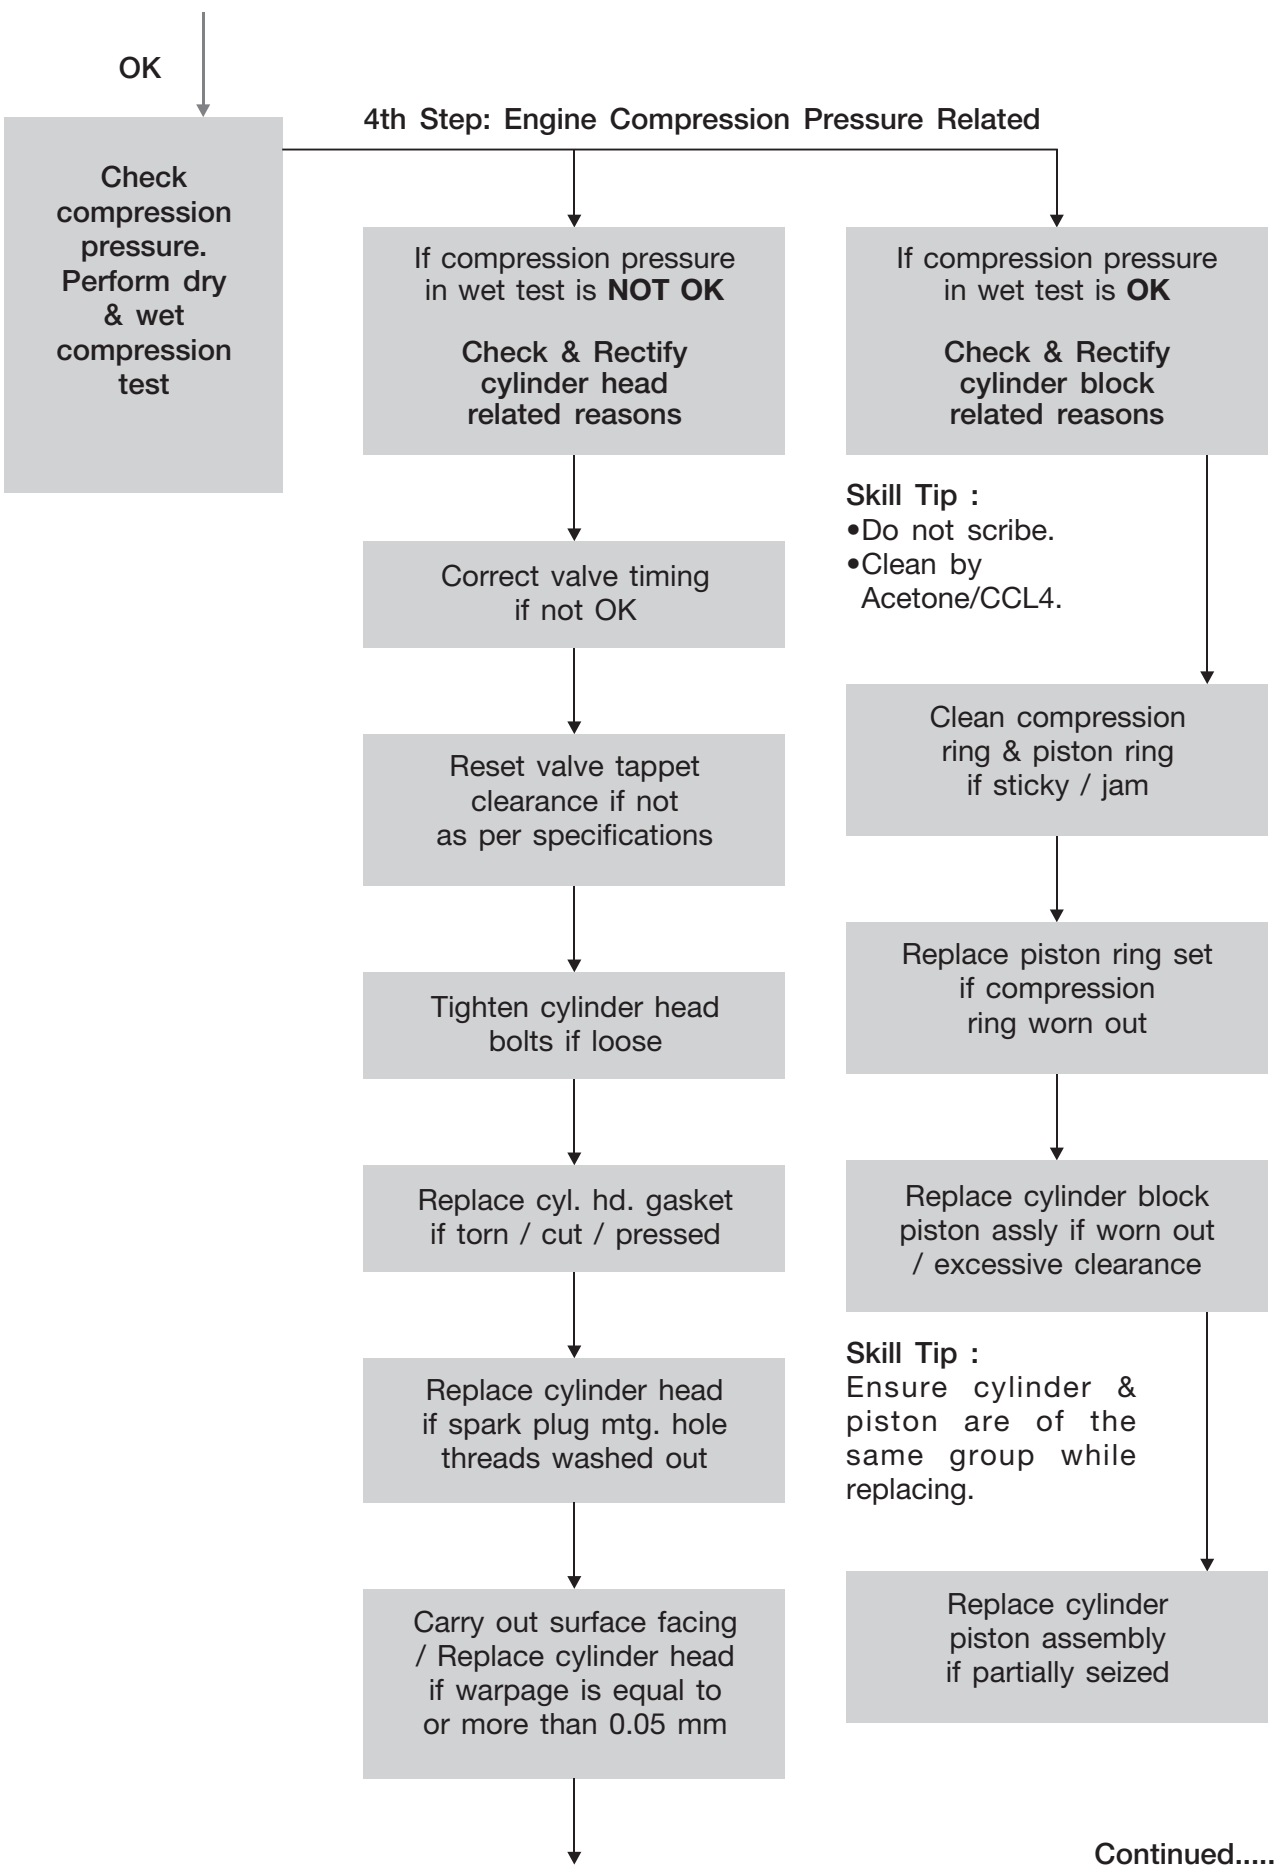 OK
4th Step: Engine Compression Pressure Related
Check
compression
pressure.
Perform dry
& wet
compression
test
If compression pressure
in wet test is NOT OK
Check & Rectify
cylinder head
related reasons
Correct valve timing
if not OK
Reset valve tappet
clearance if not
as per specifications
Tighten cylinder head
bolts if loose
Replace cyl. hd. gasket
if torn / cut / pressed
Replace cylinder head
if spark plug mtg. hole
threads washed out
Carry out surface facing
/ Replace cylinder head
if warpage is equal to
or more than 0.05 mm
If compression pressure
in wet test is OK
Check & Rectify
cylinder block
related reasons
Skill Tip :
•Do not scribe.
•Clean by
Acetone/CCL4.
Clean compression
ring & piston ring
if sticky / jam
Replace piston ring set
if compression
ring worn out
Replace cylinder block
piston assly if worn out
/ excessive clearance
Skill Tip :
Ensure cylinder &
piston are of the
same group while
replacing.
Replace cylinder
piston assembly
if partially seized
Continued.....